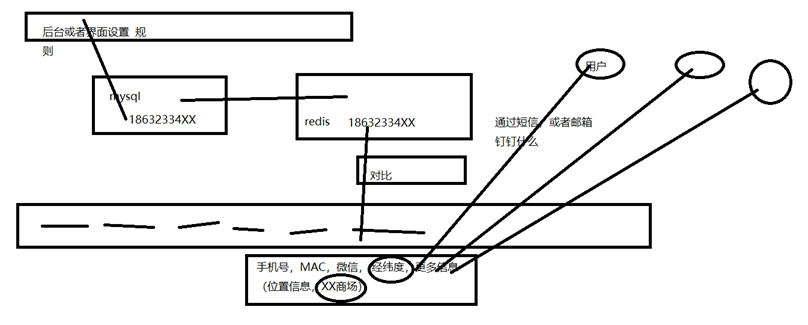 后台或者界面设置 规
则
用户
mysql
18632334XX
redis 18632334XX
通过短信，或者邮箱
钉钉什么
对比
手机号，MAC，微信，经纬度，更多信息
（位置信息，XX商场）